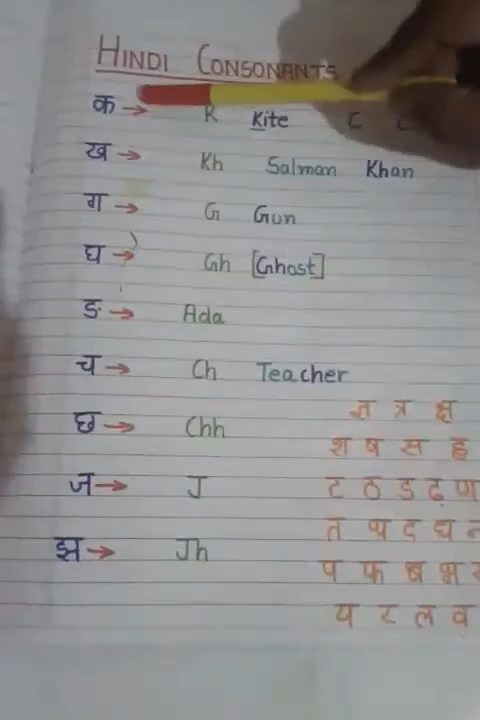 HINDI CONSONANTS
क → K Kite C C
ख → Kh Salman Khan
ग → G Gun
घ → Gh [Ghost]
ङ → Ada
च → Ch Teacher
छ → Chh
ज → J
झ → Jh
ज्ञ त्र क्ष
श ष स ह
ट ठ ड ढ़ ण
त थ द ध न
प फ ब भ
य र ल व